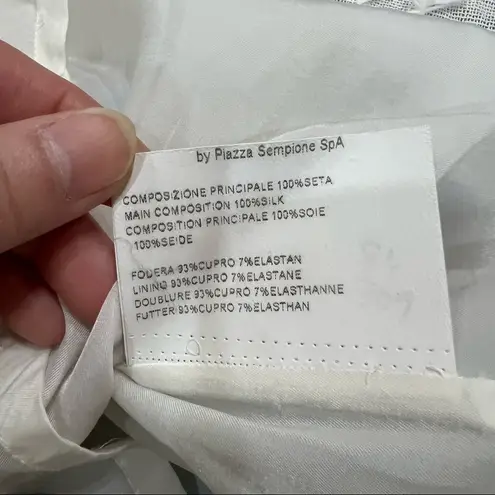 by Piazza Sempione SpA
COMPOSIZIONE PRINCIPALE 100%SETA
MAIN COMPOSITION 100%SILK
COMPOSITION PRINCIPALE 100%SOIE
100%SEIDE
FODERA 93%CUPRO 7%ELASTAN
LINING 93%CUPRO 7%ELASTANE
DOUBLURE 93%CUPRO 7%ELASTHANNE
FUTTER 93%CUPRO 7%ELASTHAN